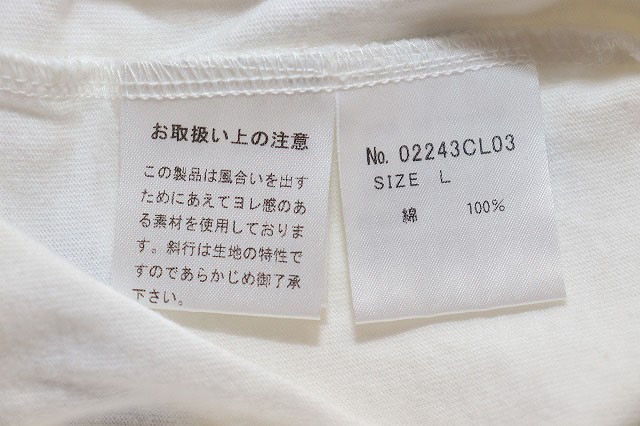 お取扱い上の注意
この製品は風合いを出す
ためにあえてヨレ感のあ
る素材を使用しておりま
す。斜行は生地の特性で
すのであらかじめ御了承
下さい。
No. 02243CL03
SIZE L
綿 100%